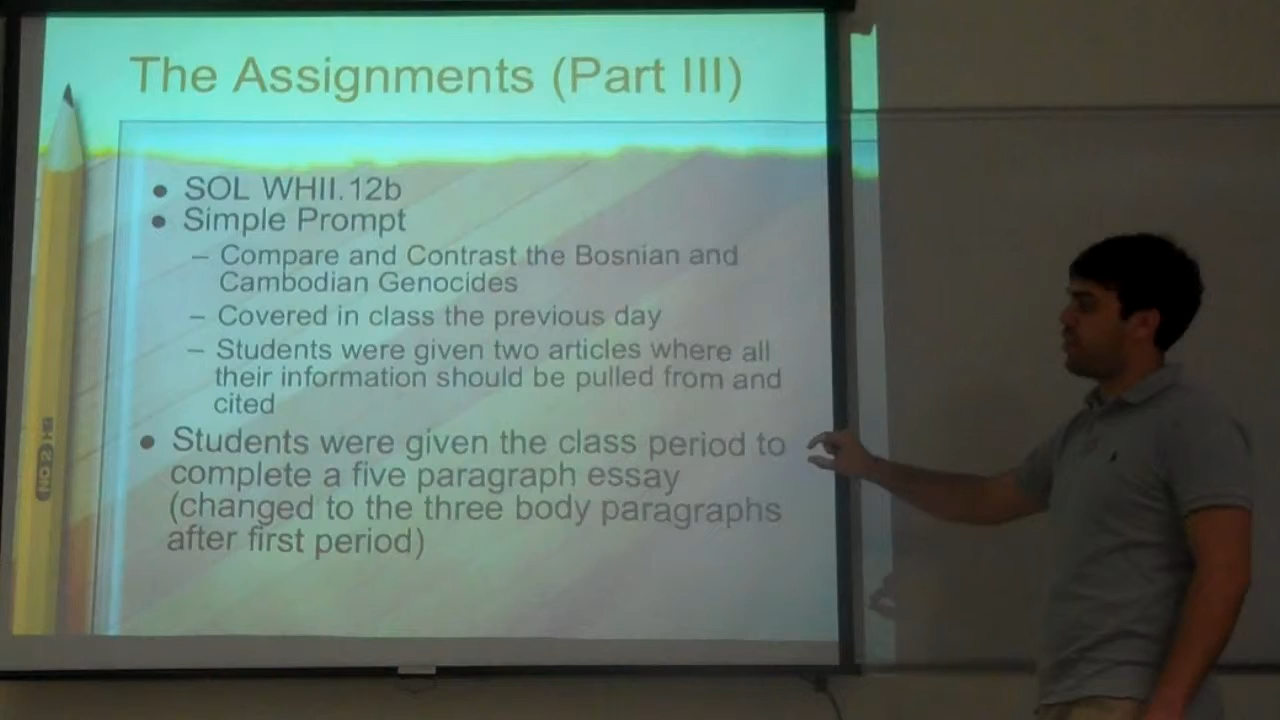 The Assignments (Part III)
• SOL WHII.12b
• Simple Prompt
– Compare and Contrast the Bosnian and
Cambodian Genocides
– Covered in class the previous day
– Students were given two articles where all
their information should be pulled from and
cited
• Students were given the class period to
complete a five paragraph essay
(changed to the three body paragraphs
after first period)
NO 2 HB